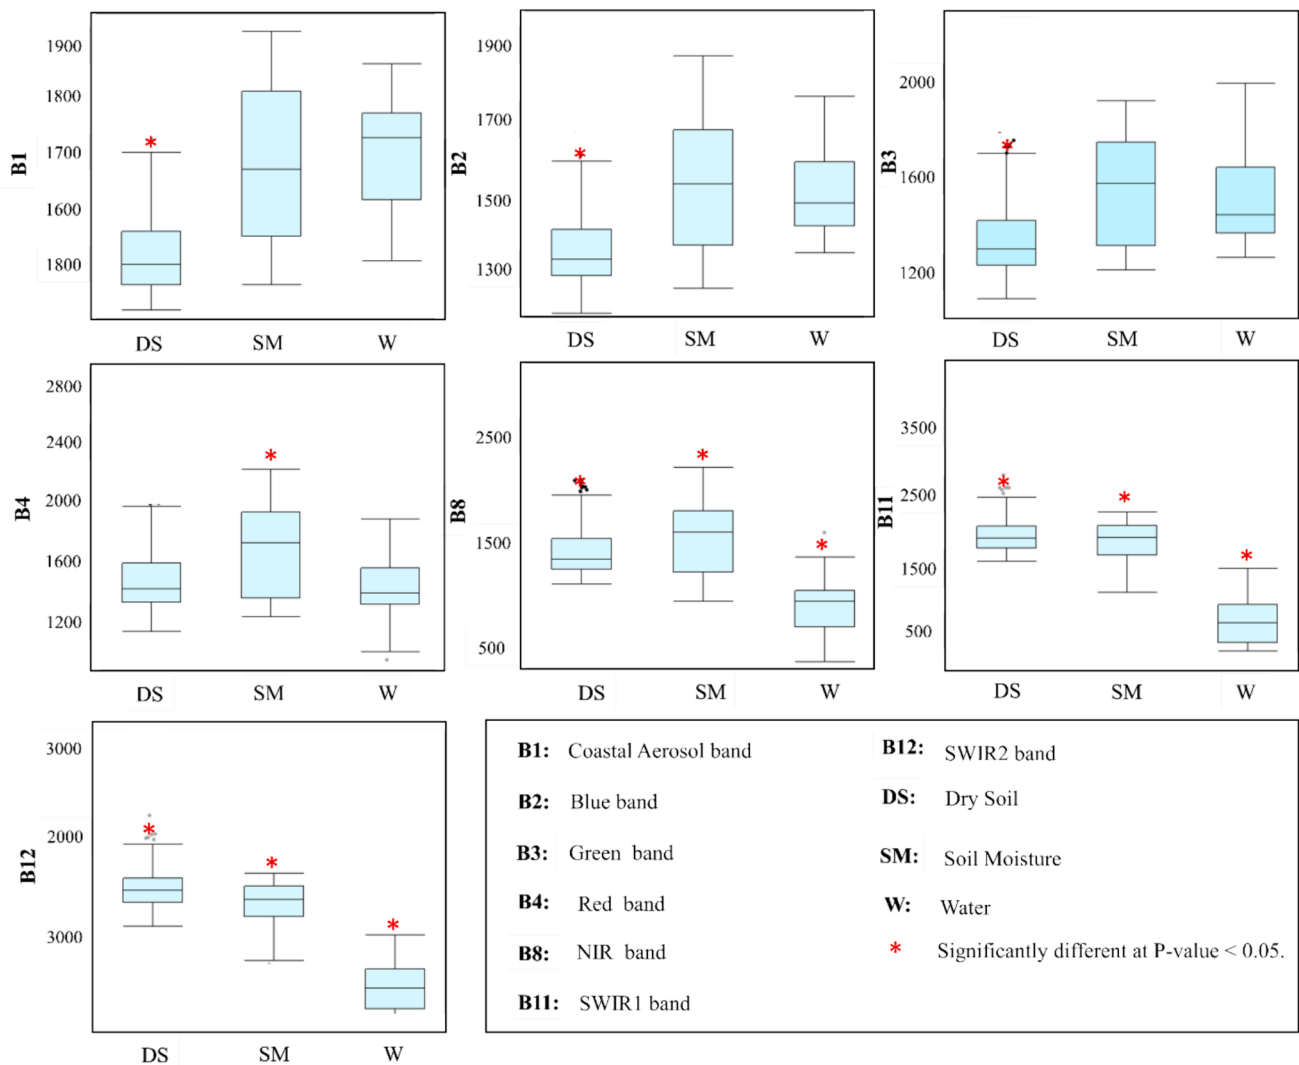 1900
1800
1700
1600
1800
B1
DS SM W
1900
1700
1500
1300
B2
DS SM W
2000
1600
1200
B3
DS SM W
2800
2400
2000
1600
1200
B4
DS SM W
2500
1500
500
B8
DS SM W
3500
2500
1500
500
B11
DS SM W
3000
2000
3000
B12
DS SM W
B1: Coastal Aerosol band
B2: Blue band
B3: Green band
B4: Red band
B8: NIR band
B11: SWIR1 band
B12: SWIR2 band
DS: Dry Soil
SM: Soil Moisture
W: Water
* Significantly different at P-value < 0.05.